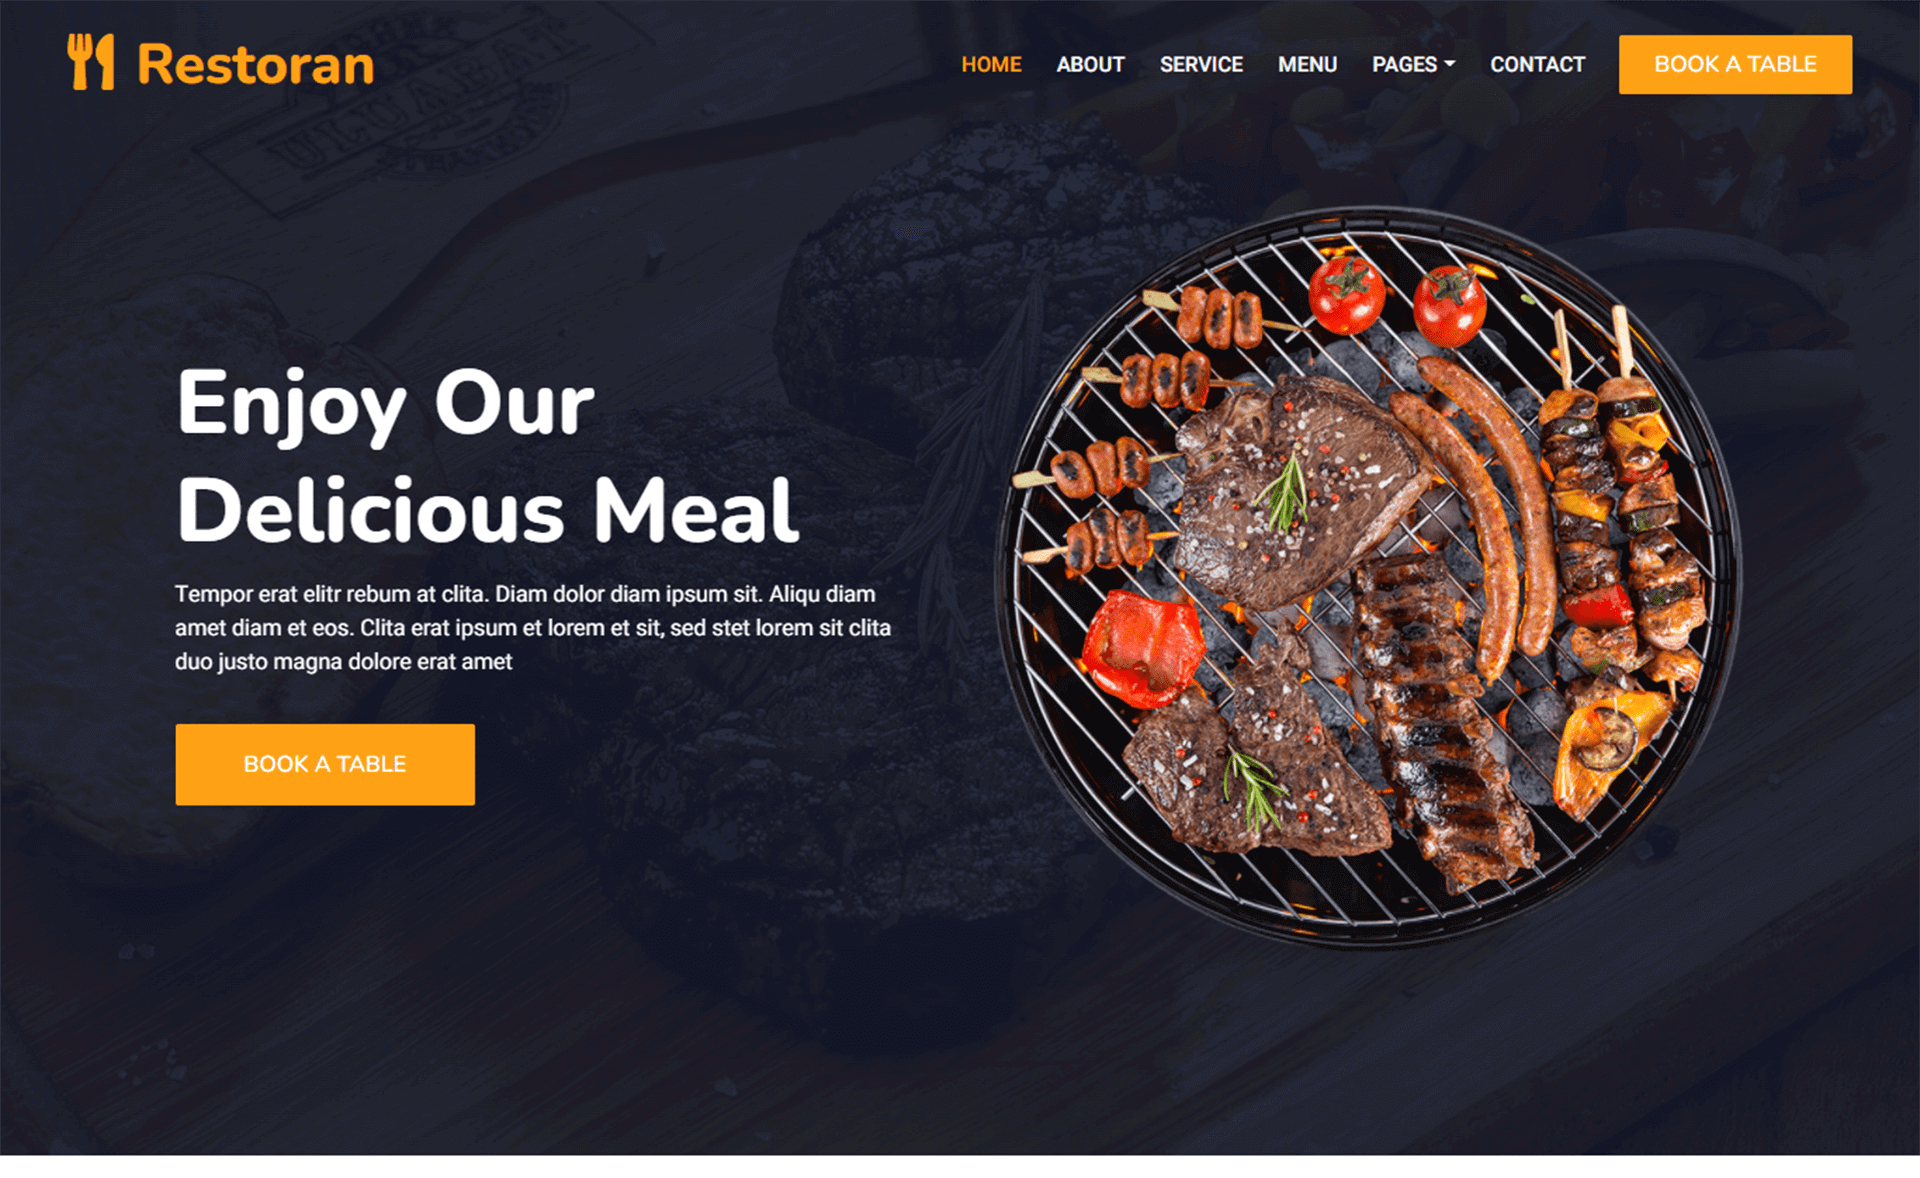 Restoran
HOME ABOUT SERVICE MENU PAGES CONTACT BOOK A TABLE
ULUABAT
Enjoy Our
Delicious Meal
Tempor erat elitr rebum at clita. Diam dolor diam ipsum sit. Aliqu diam
amet diam et eos. Clita erat ipsum et lorem et sit, sed stet lorem sit clita
duo justo magna dolore erat amet
BOOK A TABLE